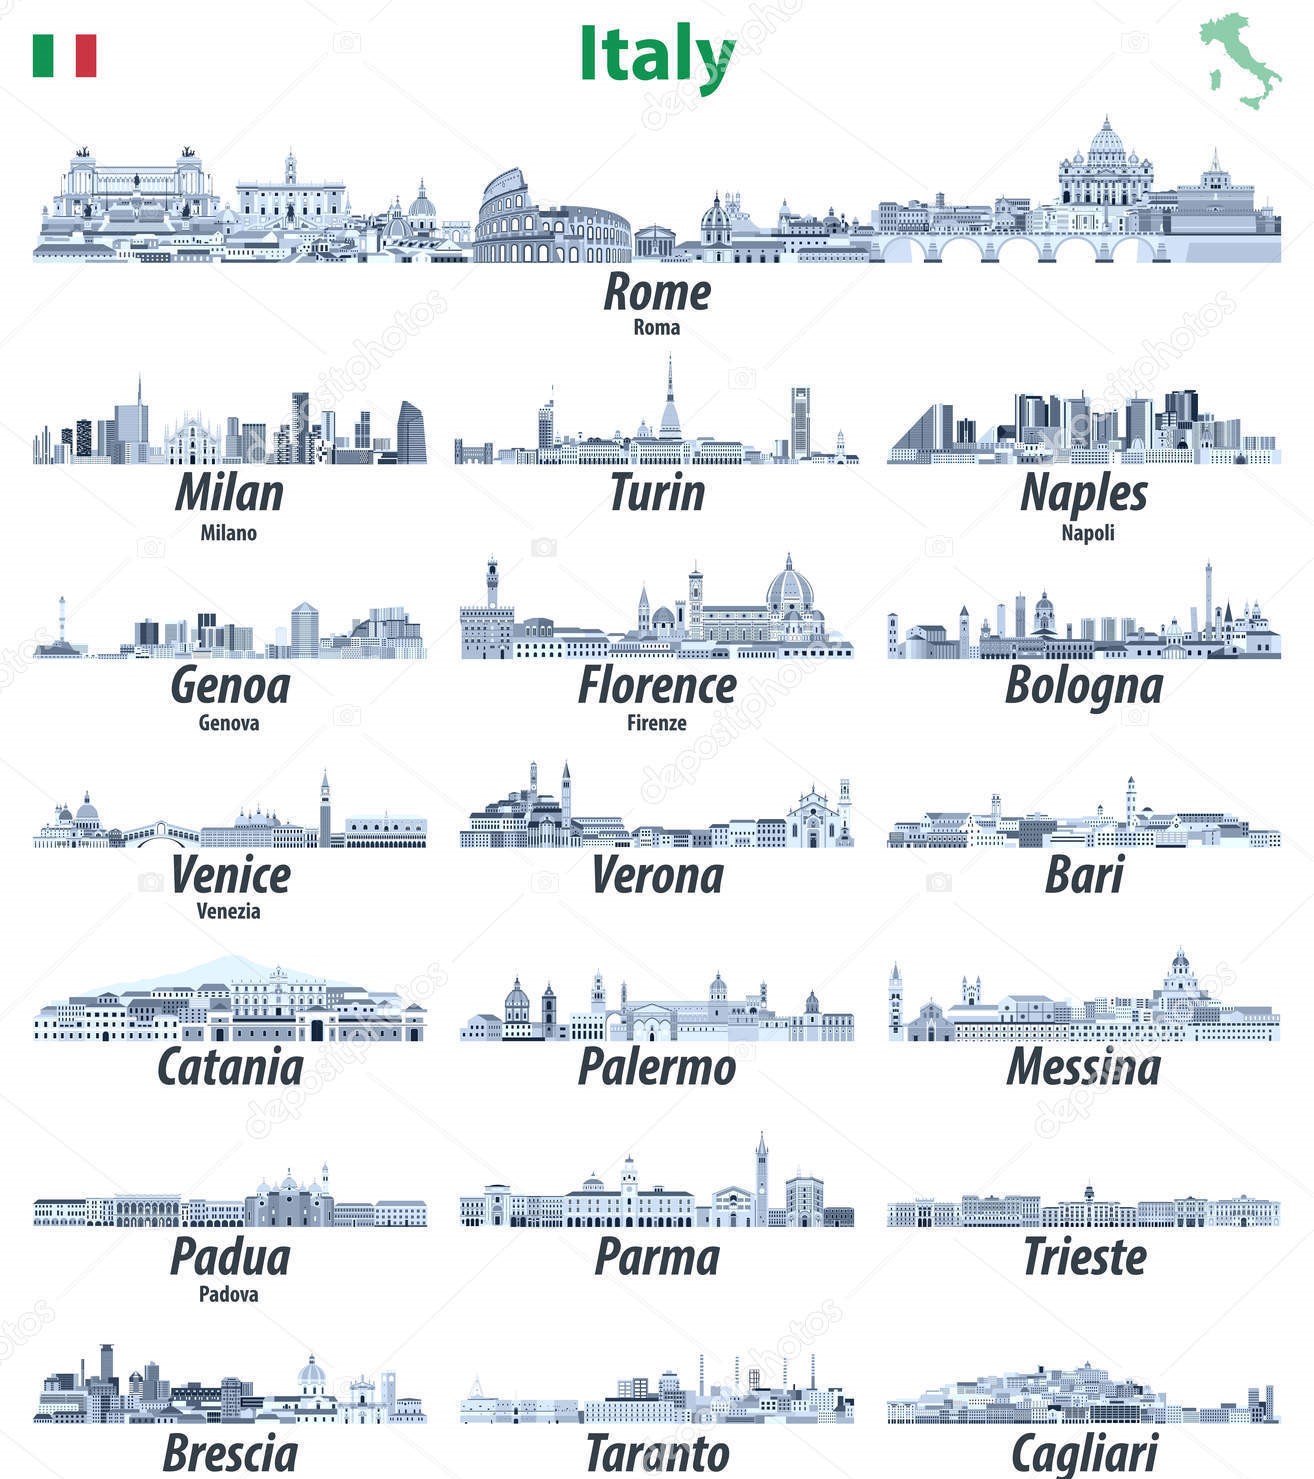 Italy
Rome
Roma
Milan Turin Naples
Milano Napoli
Genoa Florence Bologna
Genova Firenze
Venice Verona Bari
Venezia
Catania Palermo Messina
Padua Parma Trieste
Padova
Brescia Taranto Cagliari
depositphotos